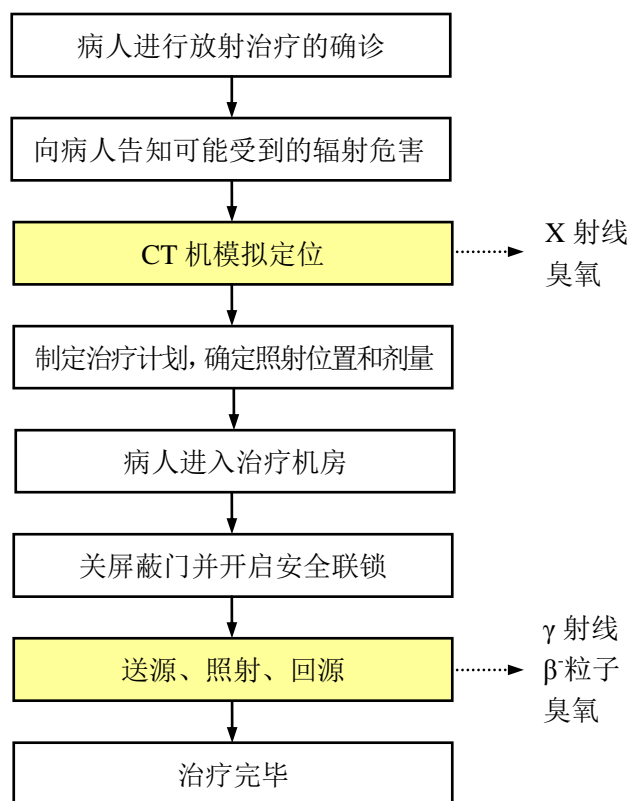 病人进行放射治疗的确诊
向病人告知可能受到的辐射危害
CT 机模拟定位
X 射线
臭氧
制定治疗计划，确定照射位置和剂量
病人进入治疗机房
关屏蔽门并开启安全联锁
送源、照射、回源
γ 射线
β⁻粒子
臭氧
治疗完毕